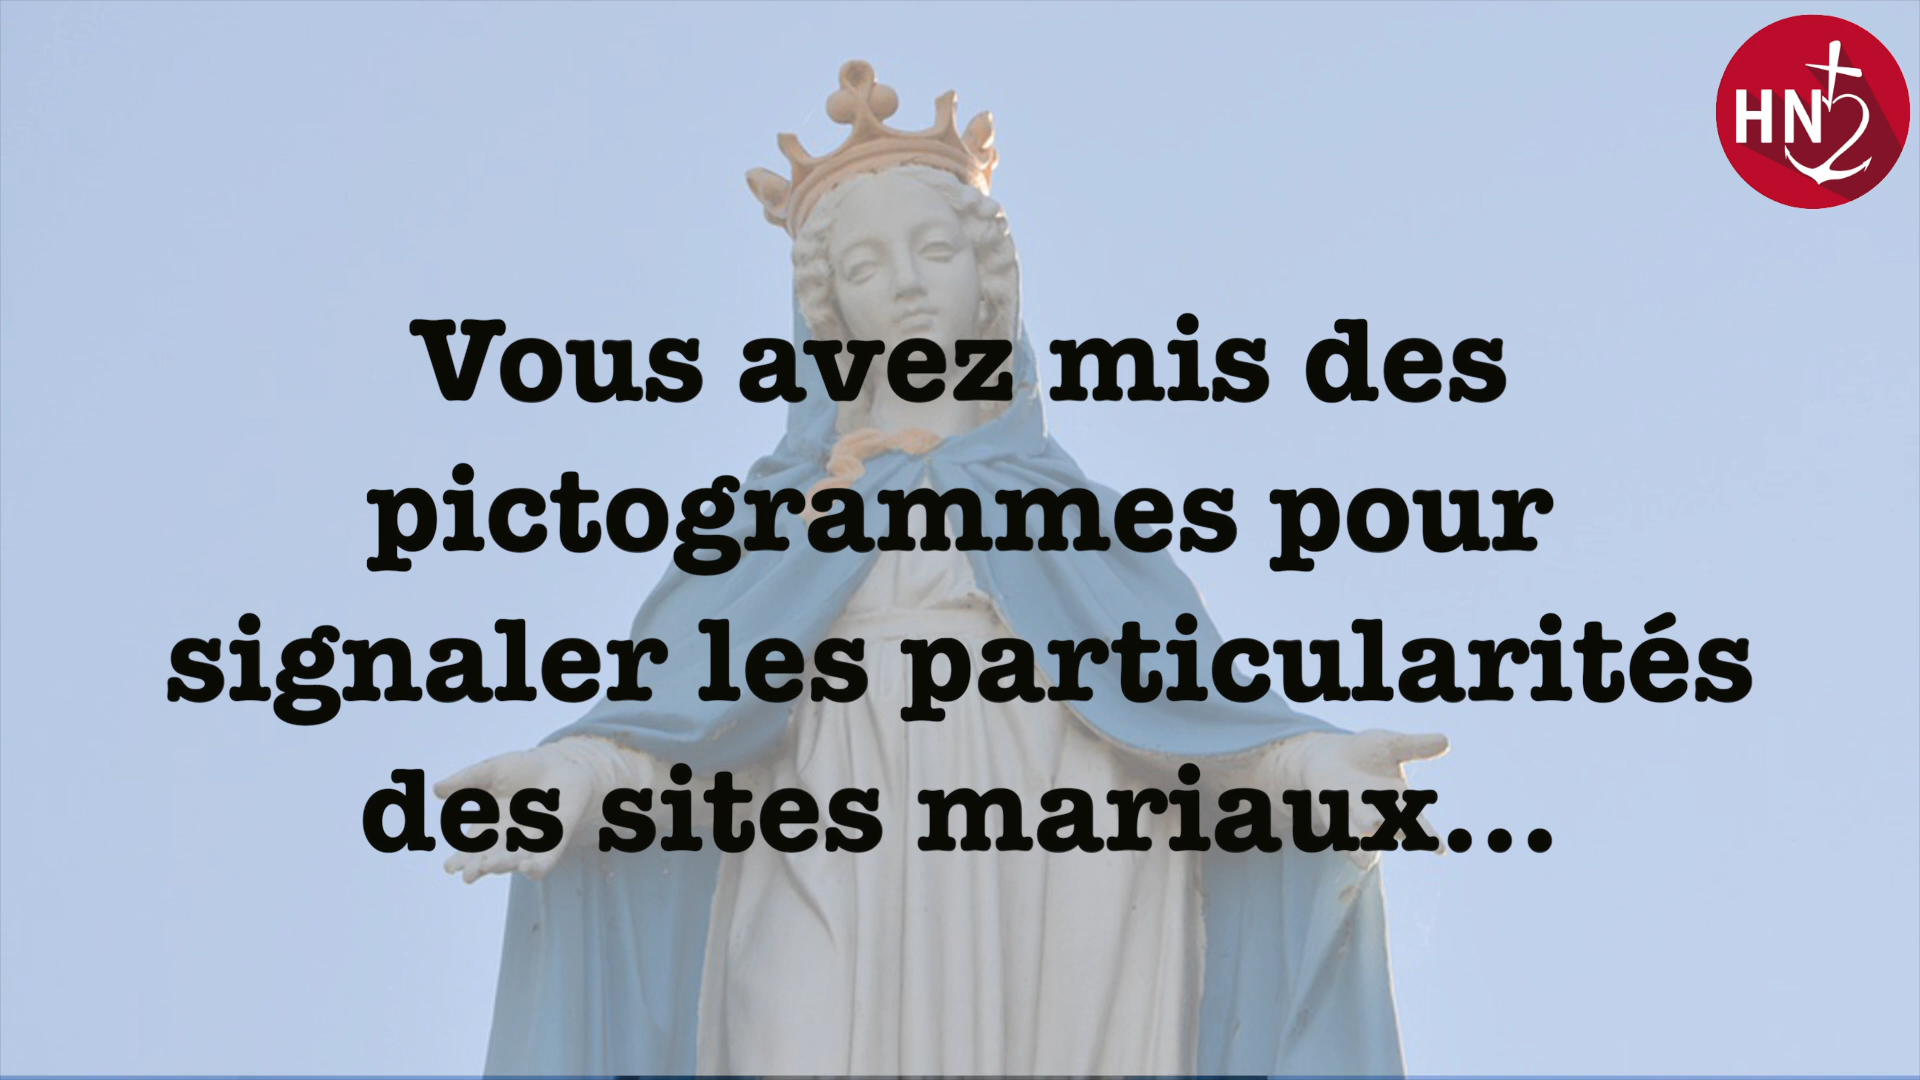 HN
Vous avez mis des
pictogrammes pour
signaler les particularités
des sites mariaux...